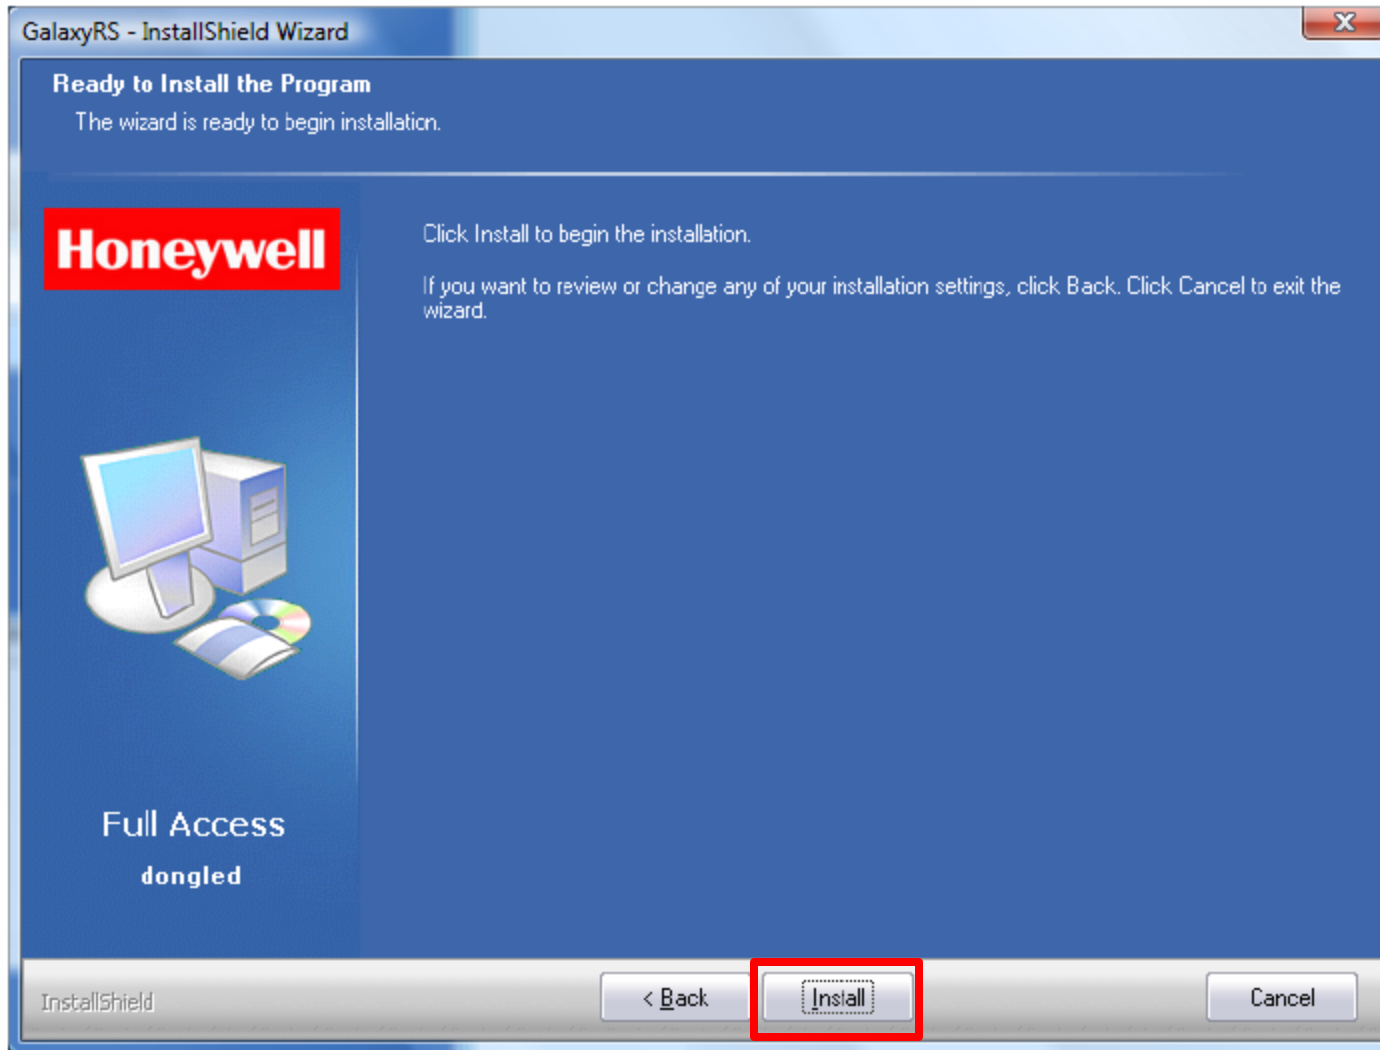 GalaxyRS - InstallShield Wizard
Ready to Install the Program
The wizard is ready to begin installation.
Honeywell
Click Install to begin the installation.
If you want to review or change any of your installation settings, click Back. Click Cancel to exit the
wizard.
Full Access
dongled
InstallShield
< Back
Install
Cancel